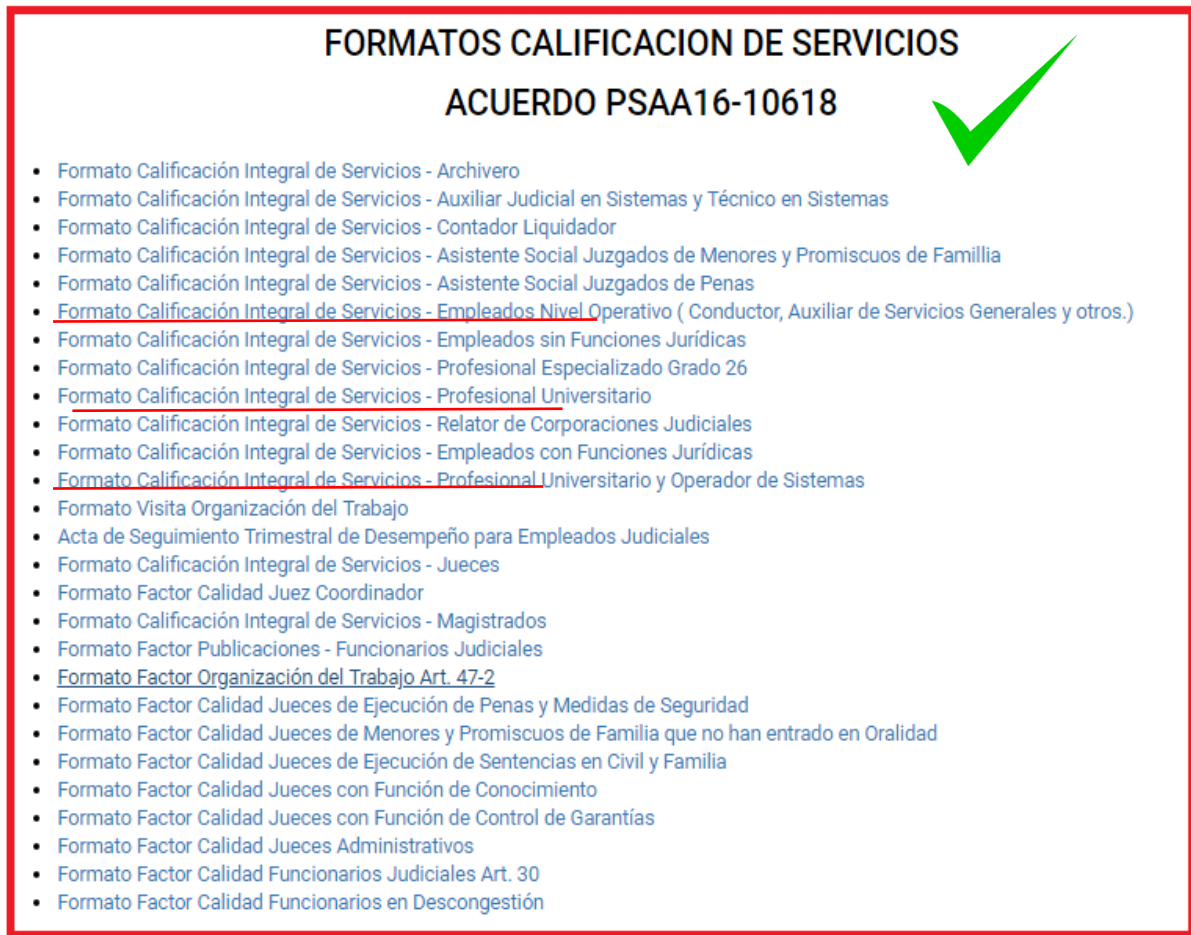 FORMATOS CALIFICACION DE SERVICIOS
ACUERDO PSAA16-10618
• Formato Calificación Integral de Servicios - Archivero
• Formato Calificación Integral de Servicios - Auxiliar Judicial en Sistemas y Técnico en Sistemas
• Formato Calificación Integral de Servicios - Contador Liquidador
• Formato Calificación Integral de Servicios - Asistente Social Juzgados de Menores y Promiscuos de Famillia
• Formato Calificación Integral de Servicios - Asistente Social Juzgados de Penas
• Formato Calificación Integral de Servicios - Empleados Nivel Operativo ( Conductor, Auxiliar de Servicios Generales y otros.)
• Formato Calificación Integral de Servicios - Empleados sin Funciones Jurídicas
• Formato Calificación Integral de Servicios - Profesional Especializado Grado 26
• Formato Calificación Integral de Servicios - Profesional Universitario
• Formato Calificación Integral de Servicios - Relator de Corporaciones Judiciales
• Formato Calificación Integral de Servicios - Empleados con Funciones Jurídicas
• Formato Calificación Integral de Servicios - Profesional Universitario y Operador de Sistemas
• Formato Visita Organización del Trabajo
• Acta de Seguimiento Trimestral de Desempeño para Empleados Judiciales
• Formato Calificación Integral de Servicios - Jueces
• Formato Factor Calidad Juez Coordinador
• Formato Calificación Integral de Servicios - Magistrados
• Formato Factor Publicaciones - Funcionarios Judiciales
• Formato Factor Organización del Trabajo Art. 47-2
• Formato Factor Calidad Jueces de Ejecución de Penas y Medidas de Seguridad
• Formato Factor Calidad Jueces de Menores y Promiscuos de Familia que no han entrado en Oralidad
• Formato Factor Calidad Jueces de Ejecución de Sentencias en Civil y Familia
• Formato Factor Calidad Jueces con Función de Conocimiento
• Formato Factor Calidad Jueces con Función de Control de Garantías
• Formato Factor Calidad Jueces Administrativos
• Formato Factor Calidad Funcionarios Judiciales Art. 30
• Formato Factor Calidad Funcionarios en Descongestión